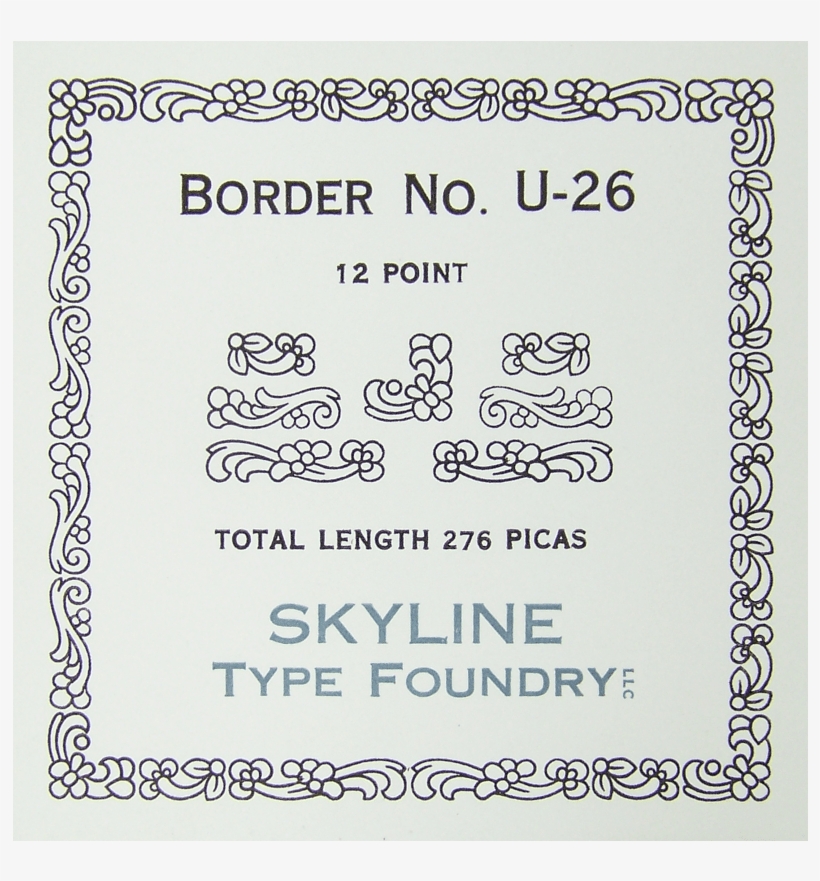 BORDER NO. U-26
12 POINT
TOTAL LENGTH 276 PICAS
SKYLINE
TYPE FOUNDRY LLC